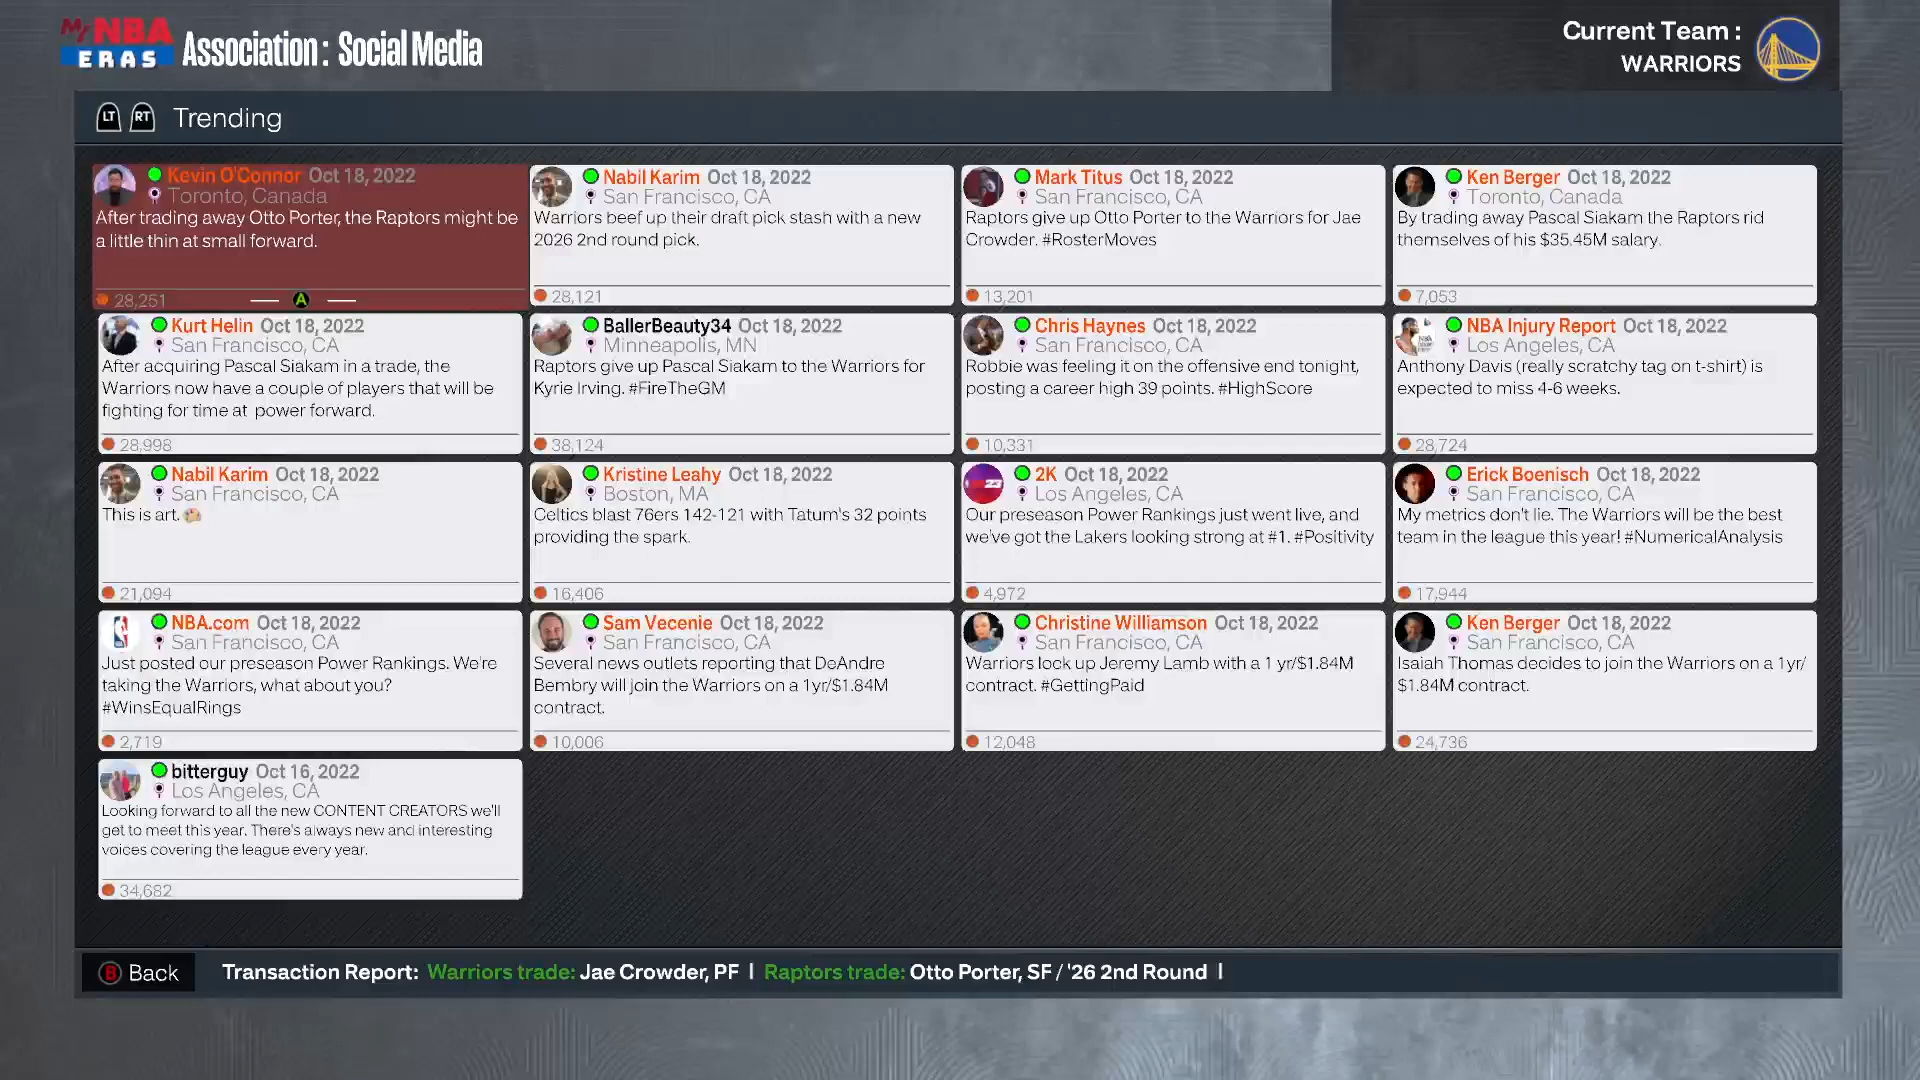 My NBA
ERAS
Association : Social Media
Current Team :
WARRIORS
LT RT Trending
Kevin O'Connor Oct 18, 2022
Toronto, Canada
After trading away Otto Porter, the Raptors might be
a little thin at small forward.
28,251
A
Nabil Karim Oct 18, 2022
San Francisco, CA
Warriors beef up their draft pick stash with a new
2026 2nd round pick.
28,121
Mark Titus Oct 18, 2022
San Francisco, CA
Raptors give up Otto Porter to the Warriors for Jae
Crowder. #RosterMoves
13,201
Ken Berger Oct 18, 2022
Toronto, Canada
By trading away Pascal Siakam the Raptors rid
themselves of his $35.45M salary.
7,053
Kurt Helin Oct 18, 2022
San Francisco, CA
After acquiring Pascal Siakam in a trade, the
Warriors now have a couple of players that will be
fighting for time at power forward.
28,998
BallerBeauty34 Oct 18, 2022
Minneapolis, MN
Raptors give up Pascal Siakam to the Warriors for
Kyrie Irving. #FireTheGM
38,124
Chris Haynes Oct 18, 2022
San Francisco, CA
Robbie was feeling it on the offensive end tonight,
posting a career high 39 points. #HighScore
10,331
NBA Injury Report Oct 18, 2022
Los Angeles, CA
Anthony Davis (really scratchy tag on t-shirt) is
expected to miss 4-6 weeks.
28,724
Nabil Karim Oct 18, 2022
San Francisco, CA
This is art.
21,094
Kristine Leahy Oct 18, 2022
Boston, MA
Celtics blast 76ers 142-121 with Tatum's 32 points
providing the spark.
16,406
2K Oct 18, 2022
Los Angeles, CA
Our preseason Power Rankings just went live, and
we've got the Lakers looking strong at #1. #Positivity
4,972
Erick Boenisch Oct 18, 2022
San Francisco, CA
My metrics don't lie. The Warriors will be the best
team in the league this year! #NumericalAnalysis
17,944
NBA.com Oct 18, 2022
San Francisco, CA
Just posted our preseason Power Rankings. We're
taking the Warriors, what about you?
#WinsEqualRings
2,719
Sam Vecenie Oct 18, 2022
San Francisco, CA
Several news outlets reporting that DeAndre
Bembry will join the Warriors on a 1yr/$1.84M
contract.
10,006
Christine Williamson Oct 18, 2022
San Francisco, CA
Warriors lock up Jeremy Lamb with a 1 yr/$1.84M
contract. #GettingPaid
12,048
Ken Berger Oct 18, 2022
San Francisco, CA
Isaiah Thomas decides to join the Warriors on a 1yr/
$1.84M contract.
24,736
bitterguy Oct 16, 2022
Los Angeles, CA
Looking forward to all the new CONTENT CREATORS we'll
get to meet this year. There's always new and interesting
voices covering the league every year.
34,682
B Back
Transaction Report: Warriors trade: Jae Crowder, PF | Raptors trade: Otto Porter, SF / '26 2nd Round |